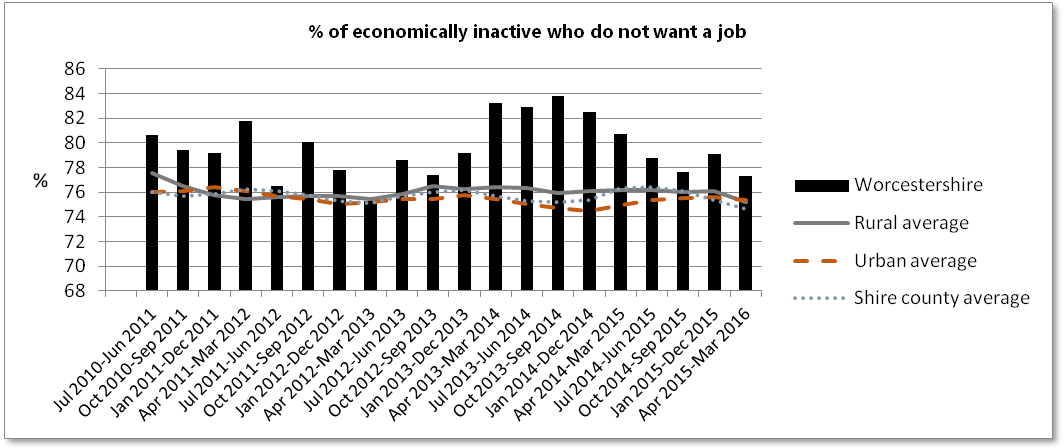 % of economically inactive who do not want a job
86
84
82
80
78
76
74
72
70
68
%
Jul 2010-Jun 2011
Oct 2010-Sep 2011
Jan 2011-Dec 2011
Apr 2011-Mar 2012
Jul 2011-Jun 2012
Oct 2011-Sep 2012
Jan 2012-Dec 2012
Apr 2012-Mar 2013
Jul 2012-Jun 2013
Oct 2012-Sep 2013
Jan 2013-Dec 2013
Apr 2013-Mar 2014
Jul 2013-Jun 2014
Oct 2013-Sep 2014
Jan 2014-Dec 2014
Apr 2014-Mar 2015
Jul 2014-Jun 2015
Oct 2014-Sep 2015
Jan 2015-Dec 2015
Apr 2015-Mar 2016
Worcestershire
Rural average
Urban average
Shire county average